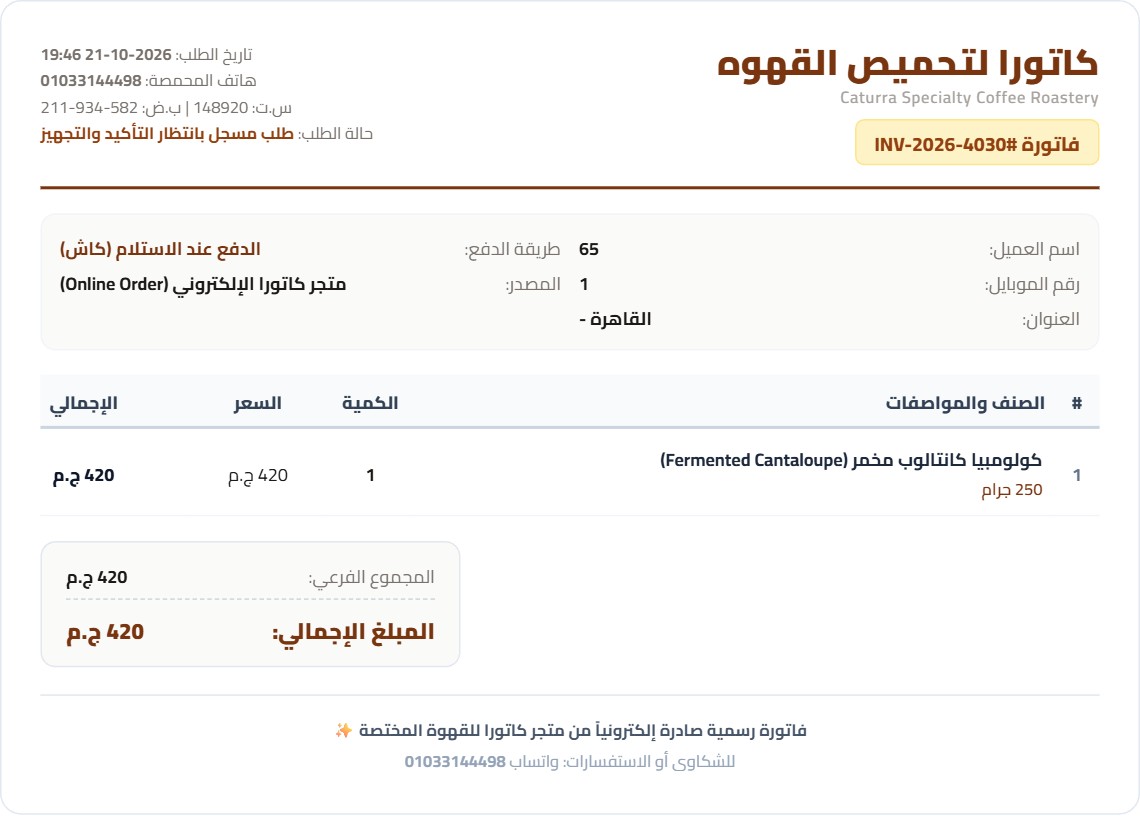 كاتورا لتحميص القهوه
Caturra Specialty Coffee Roastery
فاتورة #INV-2026-4030
تاريخ الطلب: 2026-10-21 19:46
هاتف المحمصة: 01033144498
س.ت: 148920 | ب.ض: 582-934-211
حالة الطلب: طلب مسجل بانتظار التأكيد والتجهيز
اسم العميل: 65 طريقة الدفع: الدفع عند الاستلام (كاش)
رقم الموبايل: 1 المصدر: متجر كاتورا الإلكتروني (Online Order)
العنوان: القاهرة -
# الصنف والمواصفات الكمية السعر الإجمالي
1 كولومبيا كانتالوب مخمر (Fermented Cantaloupe) 1 420 ج.م 420 ج.م
250 جرام
المجموع الفرعي: 420 ج.م
المبلغ الإجمالي: 420 ج.م
فاتورة رسمية صادرة إلكترونياً من متجر كاتورا للقهوة المختصة ✨
للشكاوى أو الاستفسارات: واتساب 01033144498